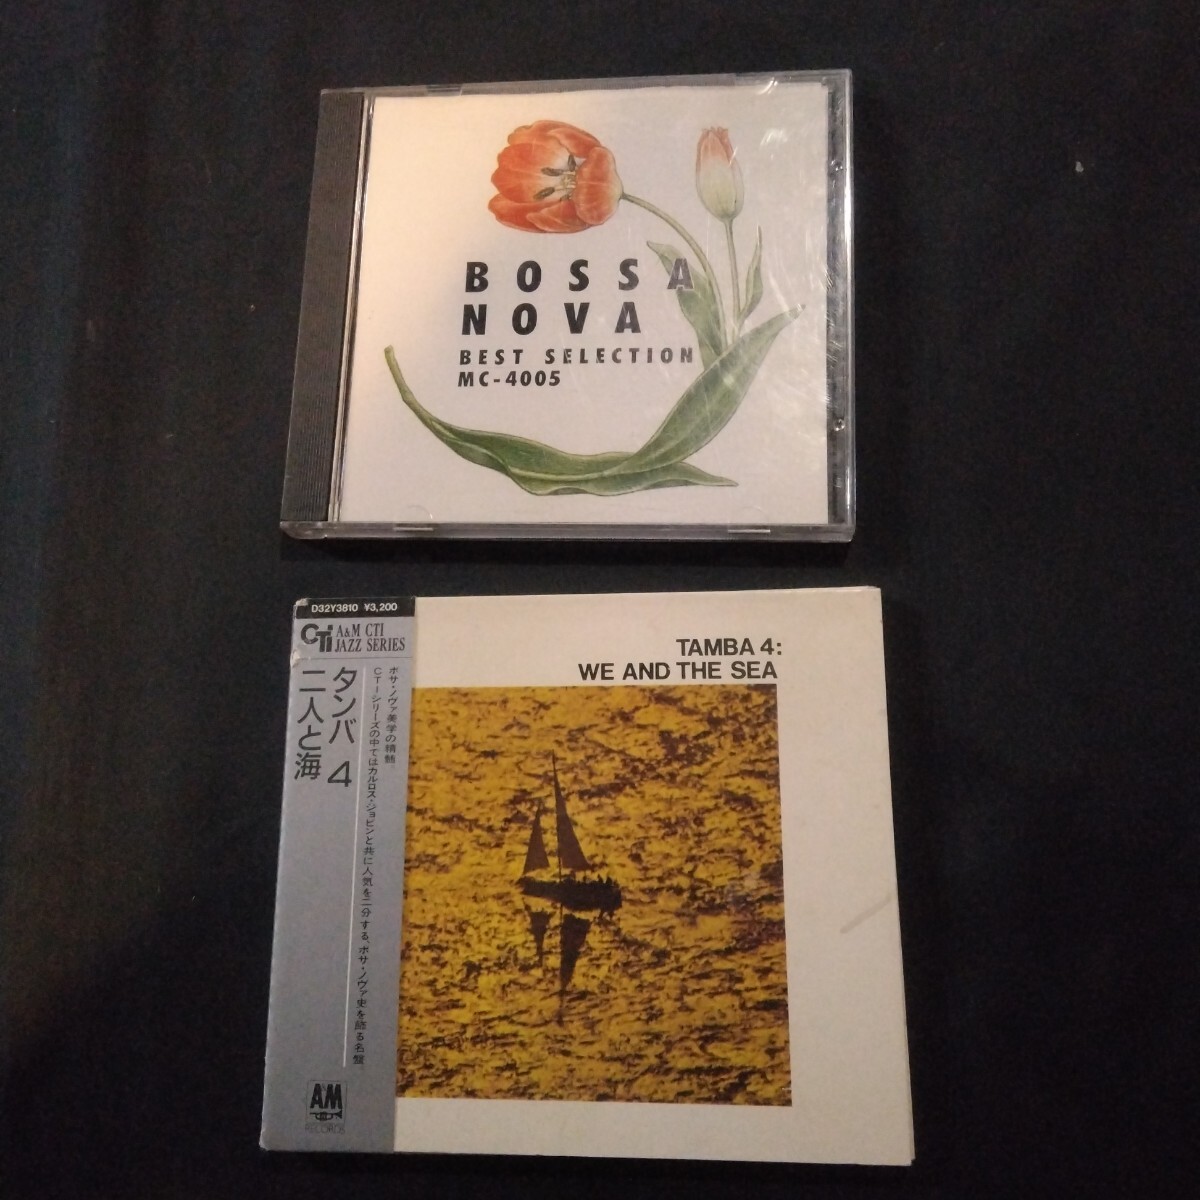 BOSSA
NOVA
BEST SELECTION
MC-4005
D32Y3810 ¥3,200
CTi A&M CTI
JAZZ SERIES
タンバ 4
二人と海
ボサ・ノヴァ美学の精髄。
CTIシリーズの中ではカルロス・ジョビンと共に人気を二分する、ボサ・ノヴァ史を飾る名盤。
A&M
RECORDS
TAMBA 4:
WE AND THE SEA